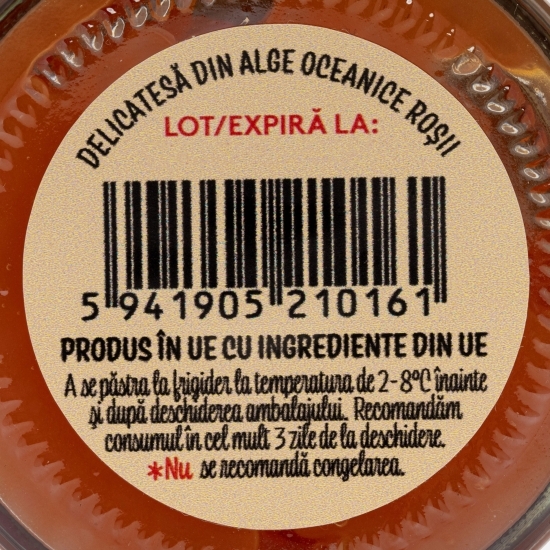 DELICATESĂ DIN ALGE OCEANICE ROȘII
LOT/EXPIRĂ LA:
5 941905 210161
PRODUS ÎN UE CU INGREDIENTE DIN UE
A se păstra la frigider la temperatura de 2-8°C înainte
și după deschiderea ambalajului. Recomandăm
consumul în cel mult 3 zile de la deschidere.
*Nu se recomandă congelarea.